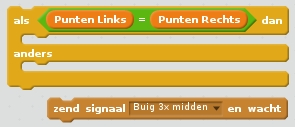 als Punten Links = Punten Rechts dan
anders
zend signaal Buig 3x midden en wacht